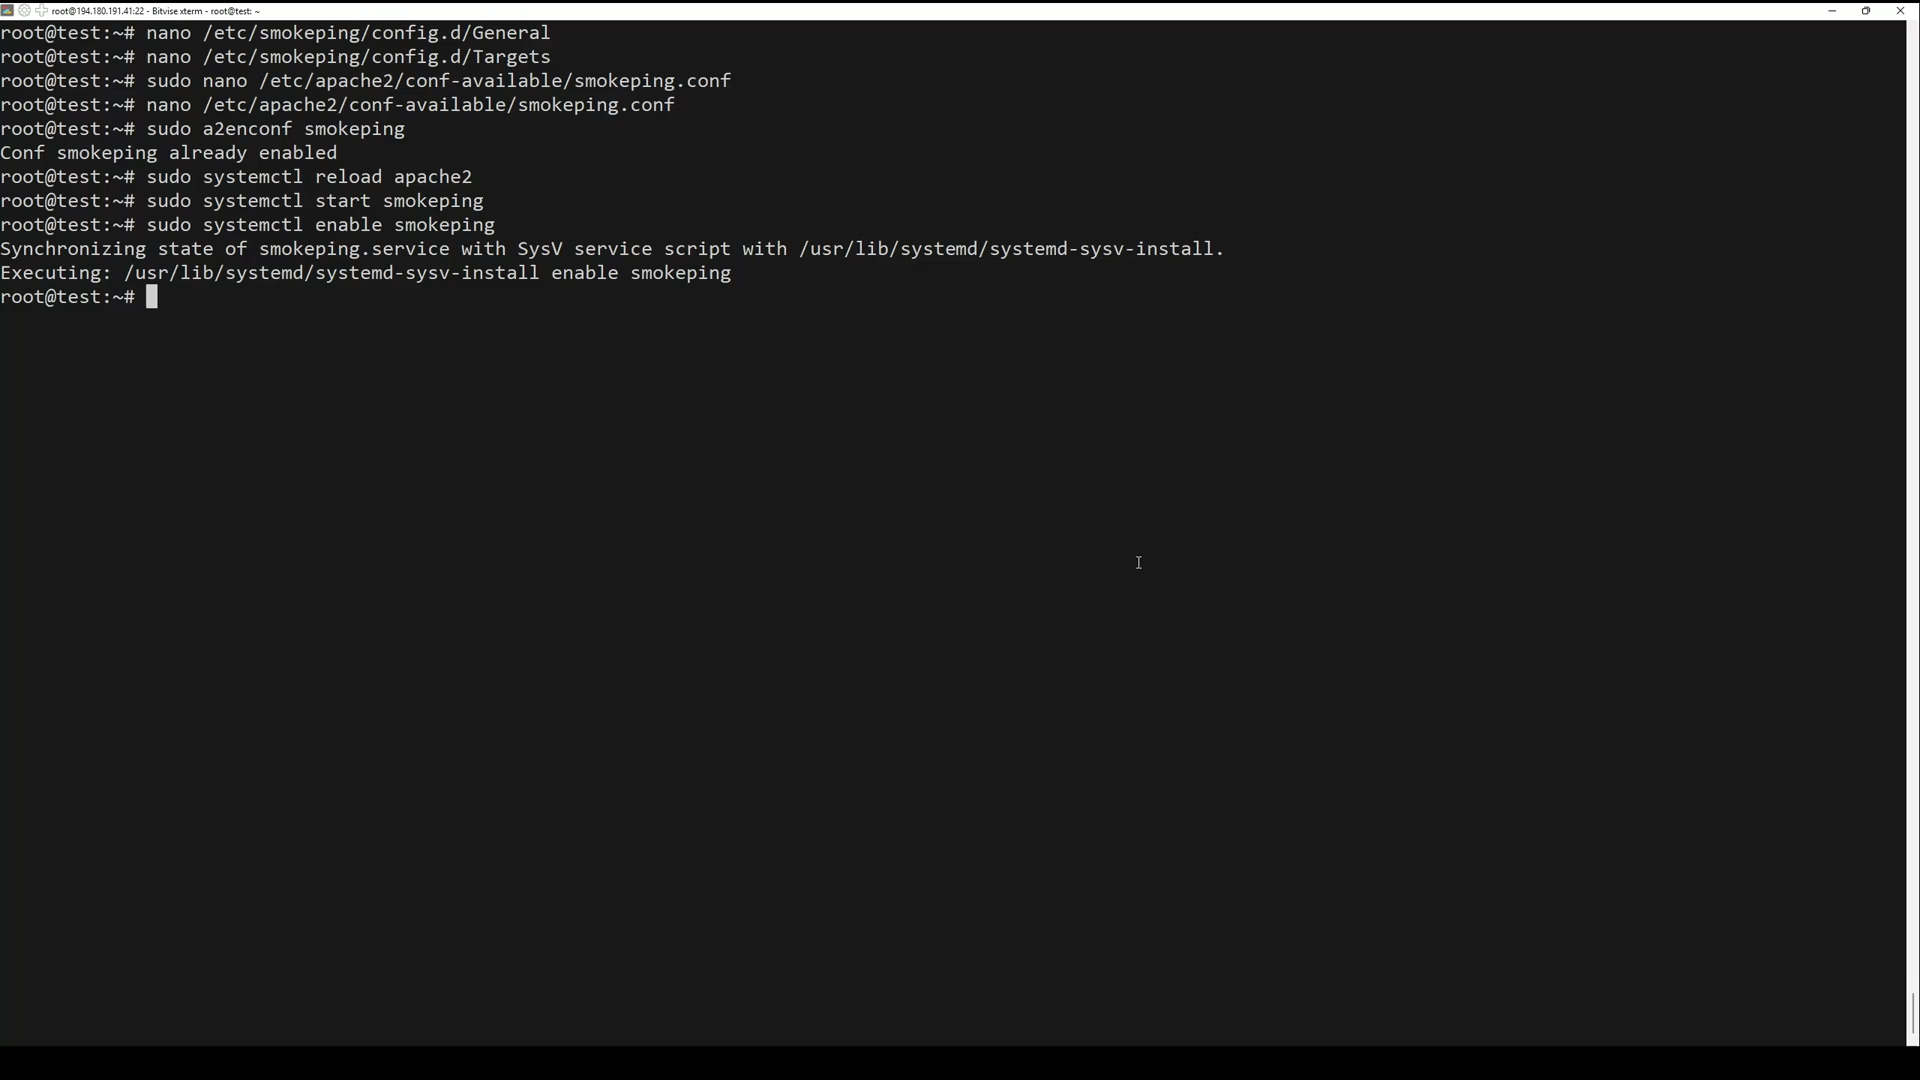 root@194.180.191.41:22 - Bitvise xterm - root@test: ~
root@test:~# nano /etc/smokeping/config.d/General
root@test:~# nano /etc/smokeping/config.d/Targets
root@test:~# sudo nano /etc/apache2/conf-available/smokeping.conf
root@test:~# nano /etc/apache2/conf-available/smokeping.conf
root@test:~# sudo a2enconf smokeping
Conf smokeping already enabled
root@test:~# sudo systemctl reload apache2
root@test:~# sudo systemctl start smokeping
root@test:~# sudo systemctl enable smokeping
Synchronizing state of smokeping.service with SysV service script with /usr/lib/systemd/systemd-sysv-install.
Executing: /usr/lib/systemd/systemd-sysv-install enable smokeping
root@test:~#